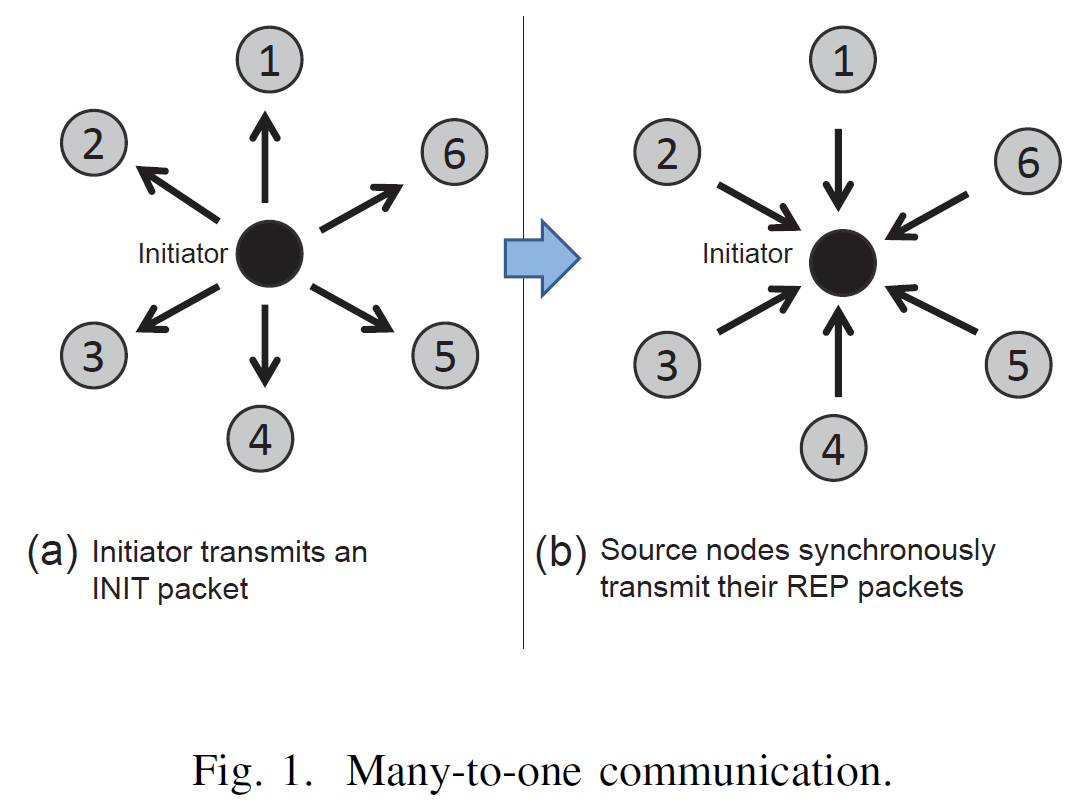 1
2
6
Initiator
3
5
4
(a) Initiator transmits an
INIT packet
1
2
6
Initiator
3
5
4
(b) Source nodes synchronously
transmit their REP packets
Fig. 1. Many-to-one communication.